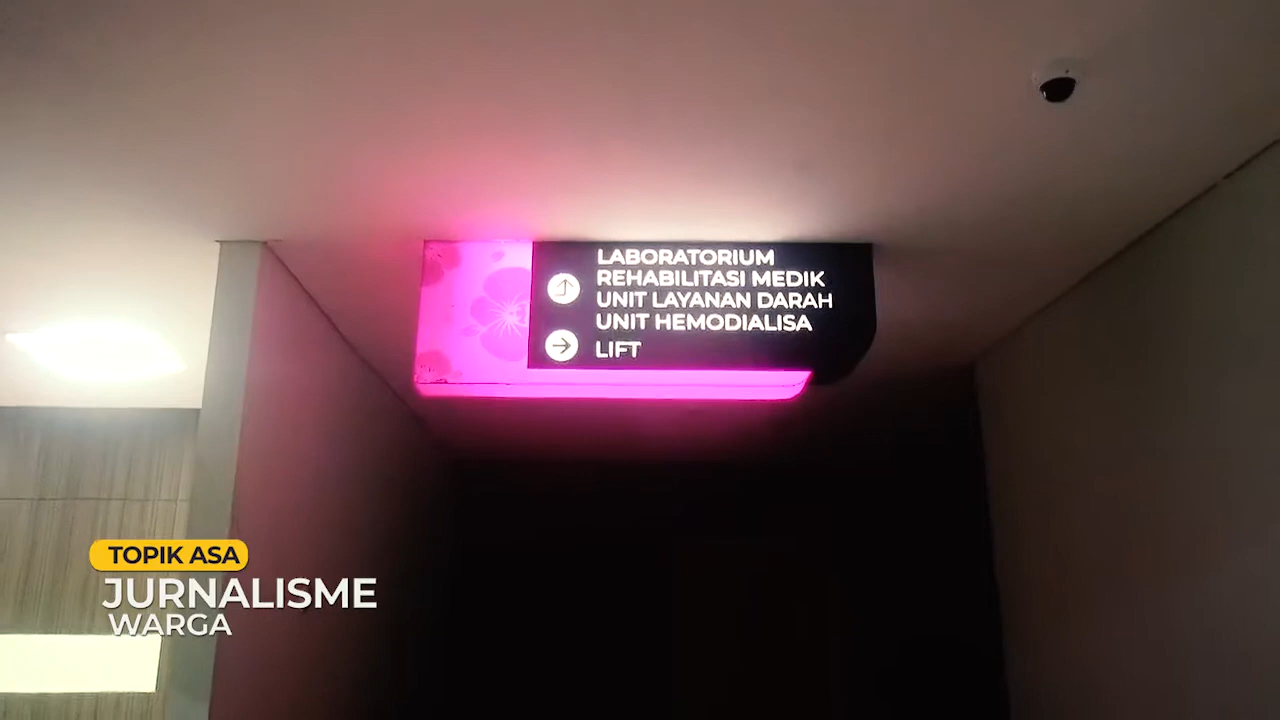 LABORATORIUM
REHABILITASI MEDIK
UNIT LAYANAN DARAH
UNIT HEMODIALISA
LIFT
TOPIK ASA
JURNALISME
WARGA